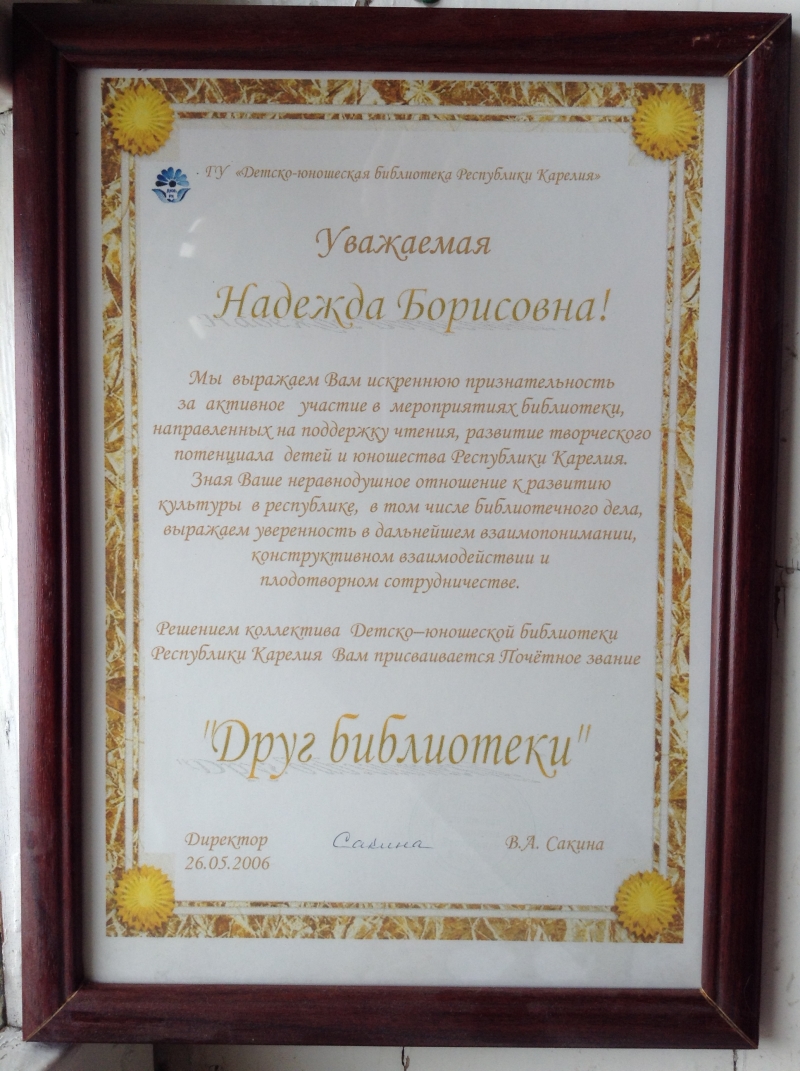 ГУ «Детско-юношеская библиотека Республики Карелия»
Уважаемая
Надежда Борисовна!
Мы выражаем Вам искреннюю признательность
за активное участие в мероприятиях библиотеки,
направленных на поддержку чтения, развитие творческого
потенциала детей и юношества Республики Карелия.
Зная Ваше неравнодушное отношение к развитию
культуры в республике, в том числе библиотечного дела,
выражаем уверенность в дальнейшем взаимопонимании,
конструктивном взаимодействии и
плодотворном сотрудничестве.
Решением коллектива Детско–юношеской библиотеки
Республики Карелия Вам присваивается Почётное звание
"Друг библиотеки"
Директор Сакина В.А. Сакина
26.05.2006